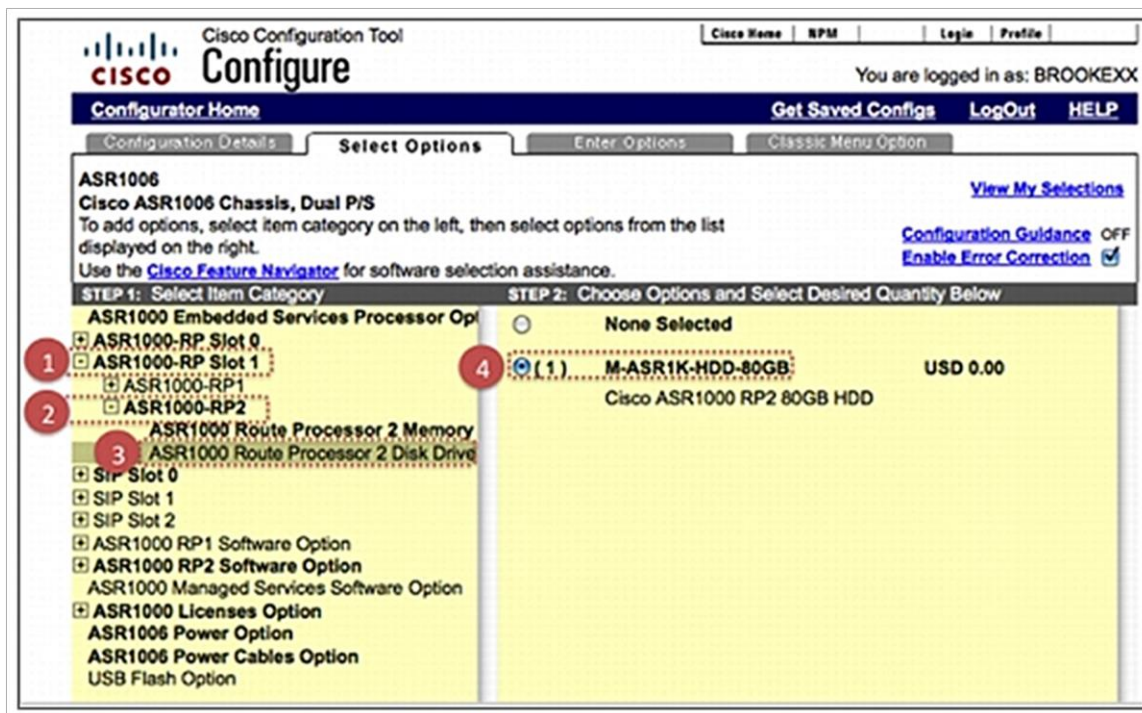 Cisco Configuration Tool
Cisco Home | NPM | Login | Profile
CISCO
Configure
You are logged in as: BROOKEXX
Configurator Home
Get Saved Configs LogOut HELP
Configuration Details Select Options Enter Options Classic Menu Option
ASR1006
Cisco ASR1006 Chassis, Dual P/S
View My Selections
To add options, select item category on the left, then select options from the list
displayed on the right.
Configuration Guidance OFF
Use the Cisco Feature Navigator for software selection assistance.
Enable Error Correction
STEP 1: Select Item Category
ASR1000 Embedded Services Processor Opt
ASR1000-RP Slot 0
1 ASR1000-RP Slot 1
ASR1000-RP1
2 ASR1000-RP2
ASR1000 Route Processor 2 Memory
3 ASR1000 Route Processor 2 Disk Drive
SIP Slot 0
SIP Slot 1
SIP Slot 2
ASR1000 RP1 Software Option
ASR1000 RP2 Software Option
ASR1000 Managed Services Software Option
ASR1000 Licenses Option
ASR1006 Power Option
ASR1006 Power Cables Option
USB Flash Option
STEP 2: Choose Options and Select Desired Quantity Below
None Selected
4 (1) M-ASR1K-HDD-80GB USD 0.00
Cisco ASR1000 RP2 80GB HDD